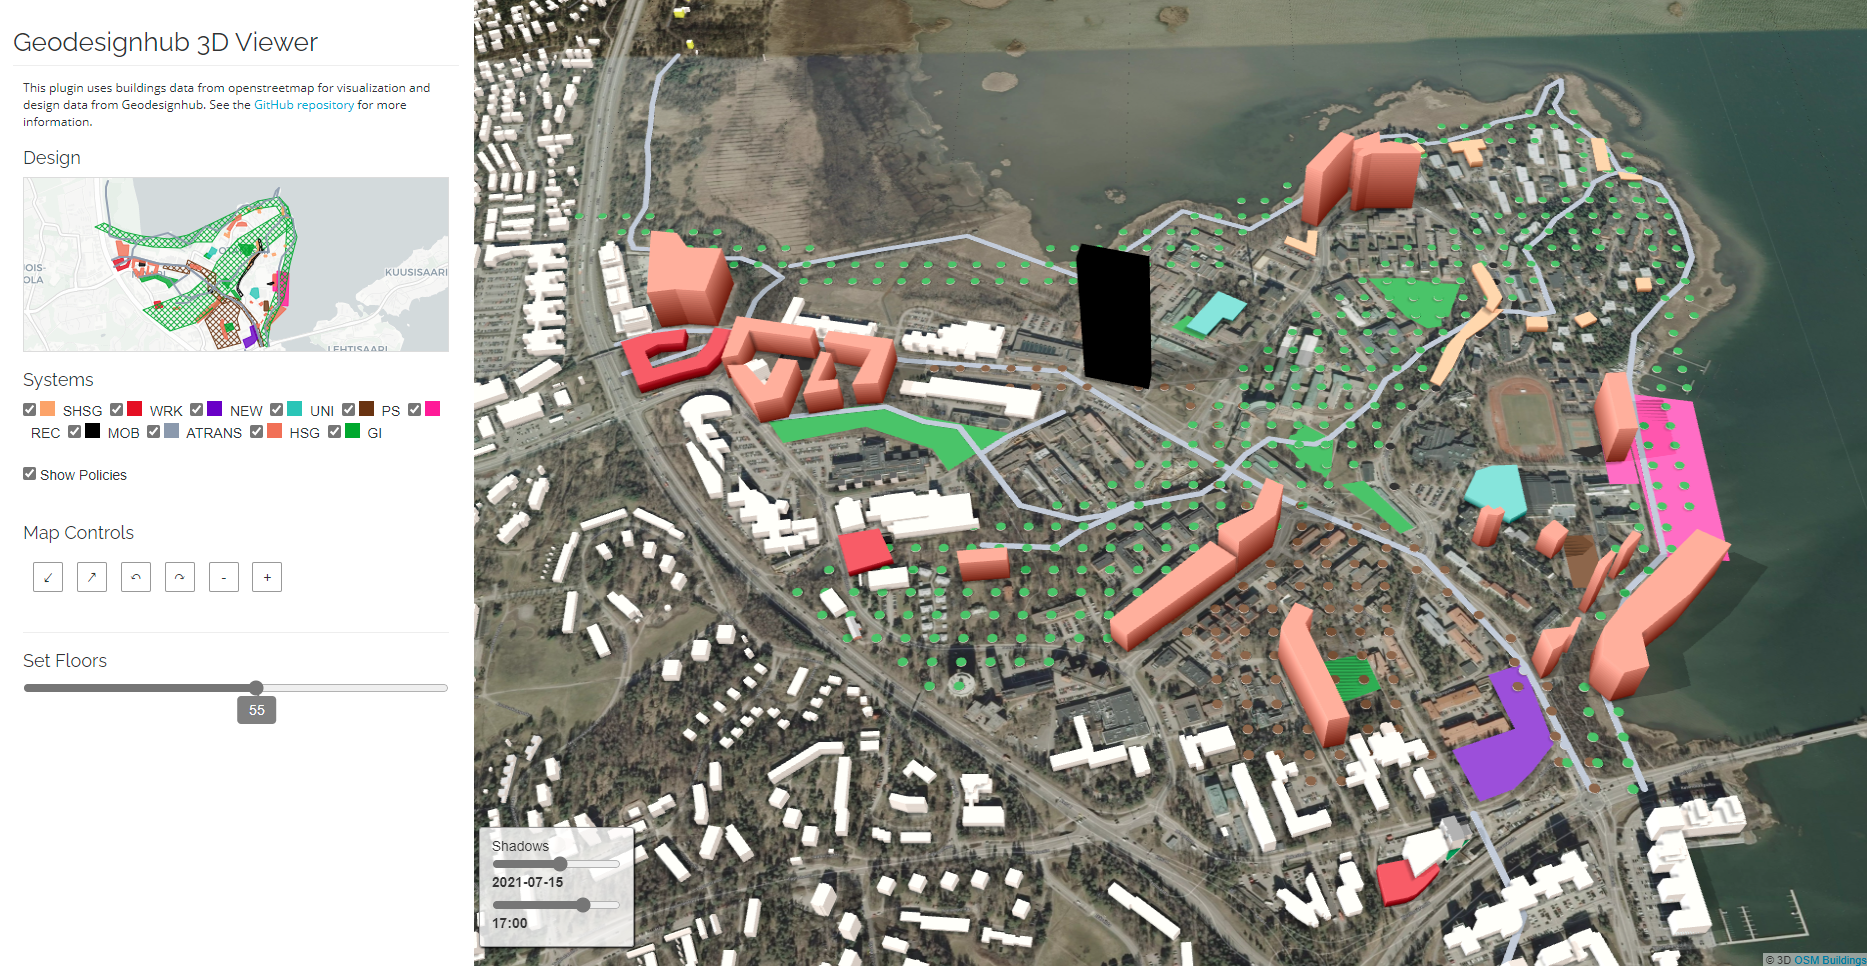 Geodesignhub 3D Viewer
This plugin uses buildings data from openstreetmap for visualization and
design data from Geodesignhub. See the GitHub repository for more
information.
Design
KUUSISAARI
OIS-
OLA
LEHTISAARI
Systems
SHSG WRK NEW UNI PS
REC MOB ATRANS HSG GI
Show Policies
Map Controls
- +
Set Floors
55
Shadows
2021-07-15
17:00
© 3D OSM Buildings